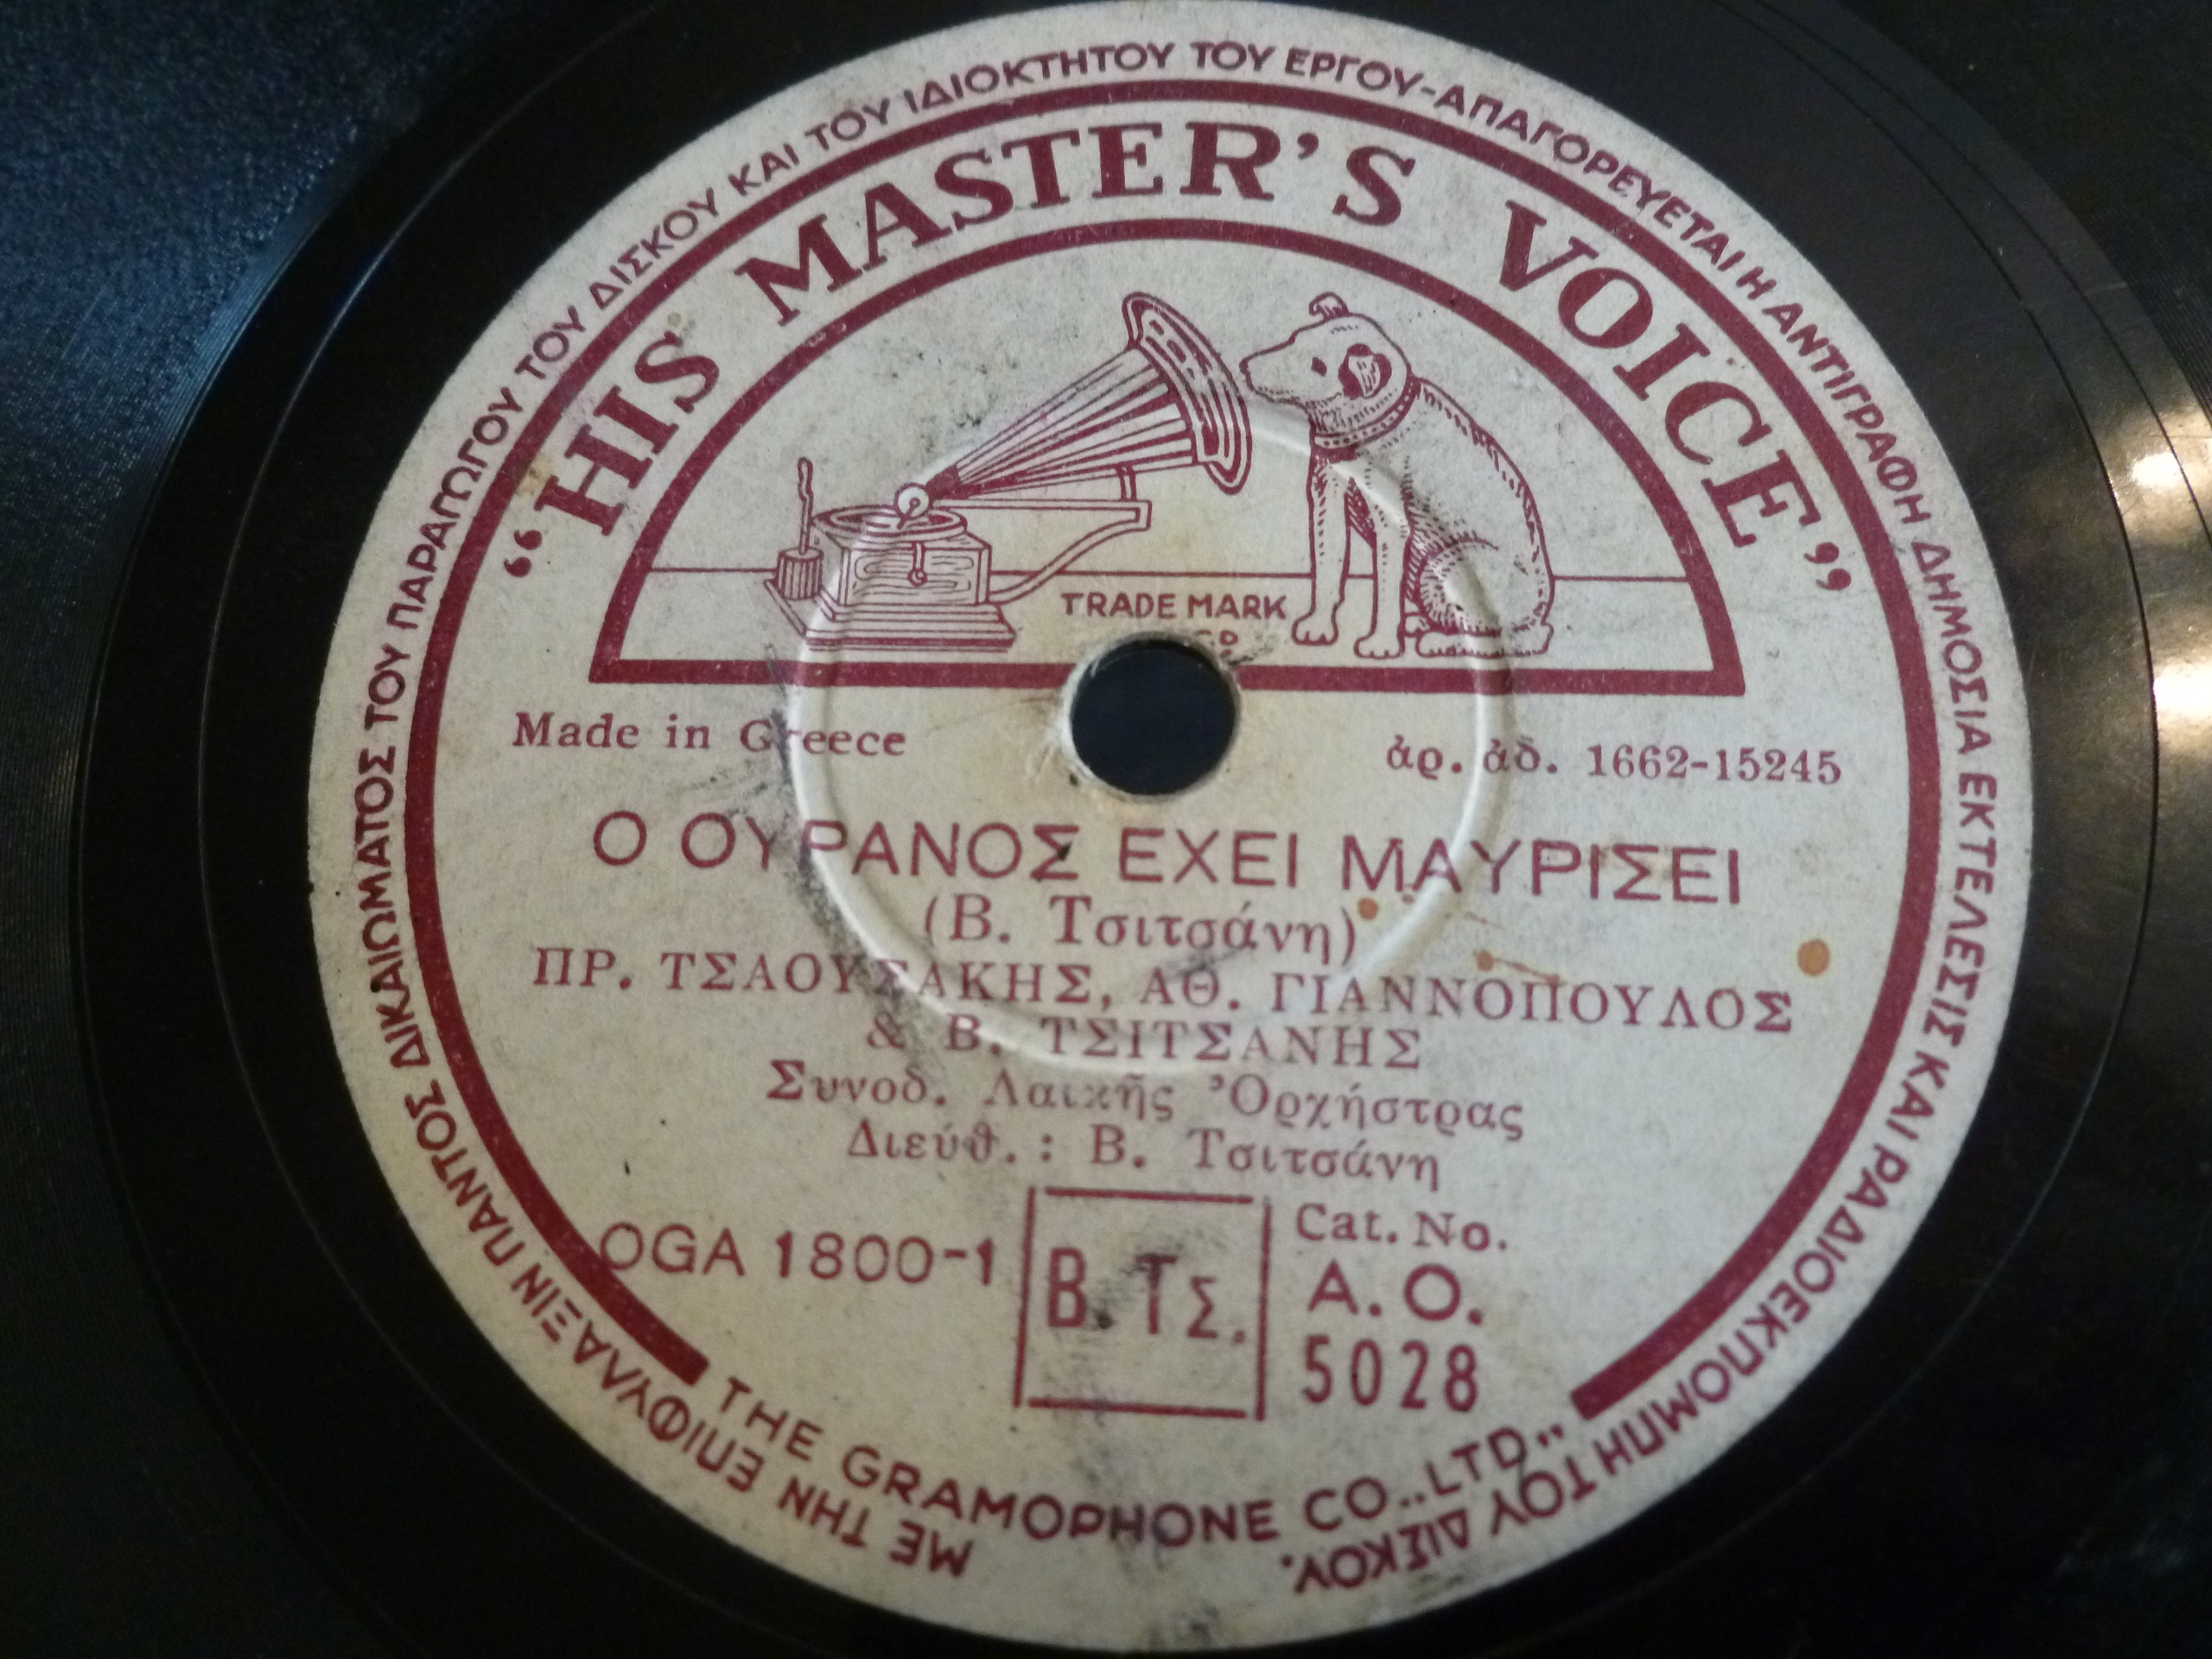 ΜΕ ΤΗΝ ΕΠΙΦΥΛΑΞΙΝ ΠΑΝΤΟΣ ΔΙΚΑΙΩΜΑΤΟΣ ΤΟΥ ΠΑΡΑΓΩΓΟΥ ΤΟΥ ΔΙΣΚΟΥ ΚΑΙ ΤΟΥ ΙΔΙΟΚΤΗΤΟΥ ΤΟΥ ΕΡΓΟΥ-ΑΠΑΓΟΡΕΥΕΤΑΙ Η ΑΝΤΙΓΡΑΦΗ ΔΗΜΟΣΙΑ ΕΚΤΕΛΕΣΙΣ ΚΑΙ ΡΑΔΙΟΕΚΠΟΜΠΗ ΤΟΥ ΔΙΣΚΟΥ.
“HIS MASTER’S VOICE”
TRADE MARK
Made in Greece
ἀρ. ἀδ. 1662-15245
Ο ΟΥΡΑΝΟΣ ΕΧΕΙ ΜΑΥΡΙΣΕΙ
(Β. Τσιτσάνη)
ΠΡ. ΤΣΑΟΥΣΑΚΗΣ, ΑΘ. ΓΙΑΝΝΟΠΟΥΛΟΣ
& Β. ΤΣΙΤΣΑΝΗΣ
Συνοδ. Λαικῆς Ὀρχήστρας
Διεύθ. : Β. Τσιτσάνη
OGA 1800-1
Β.Τσ.
Cat. No.
A. O.
5028
THE GRAMOPHONE CO.,LTD,,